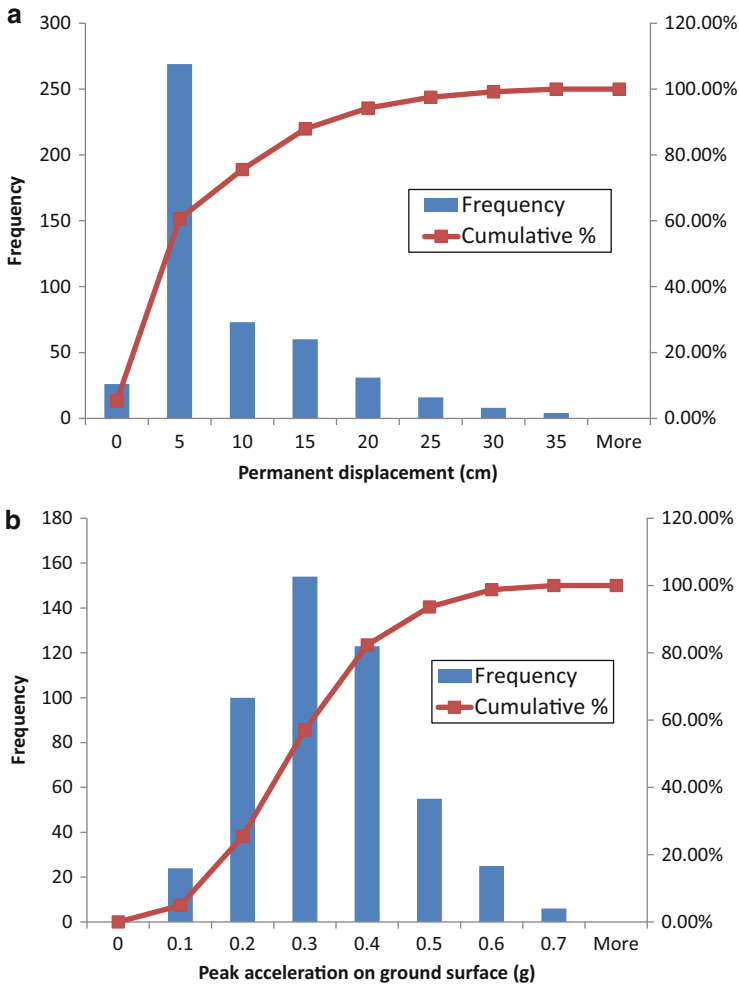 a
300
250
200
150
100
50
0
Frequency
120.00%
100.00%
80.00%
60.00%
40.00%
20.00%
0.00%
Frequency
Cumulative %
0 5 10 15 20 25 30 35 More
Permanent displacement (cm)
b
180
160
140
120
100
80
60
40
20
0
Frequency
120.00%
100.00%
80.00%
60.00%
40.00%
20.00%
0.00%
Frequency
Cumulative %
0 0.1 0.2 0.3 0.4 0.5 0.6 0.7 More
Peak acceleration on ground surface (g)